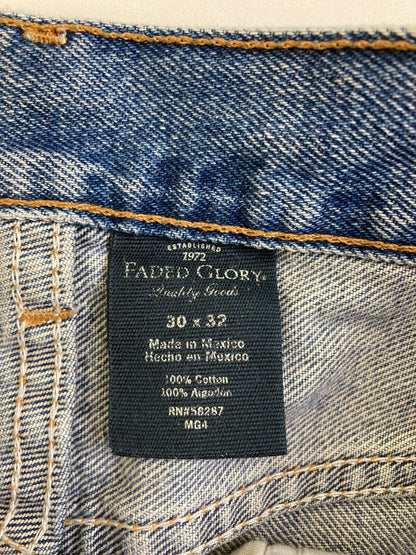 ESTABLISHED
1972
FADED GLORY®
Quality Goods
30 x 32
Made in Mexico
Hecho en Mexico
100% Cotton
100% Algodon
RN#58287
MG4